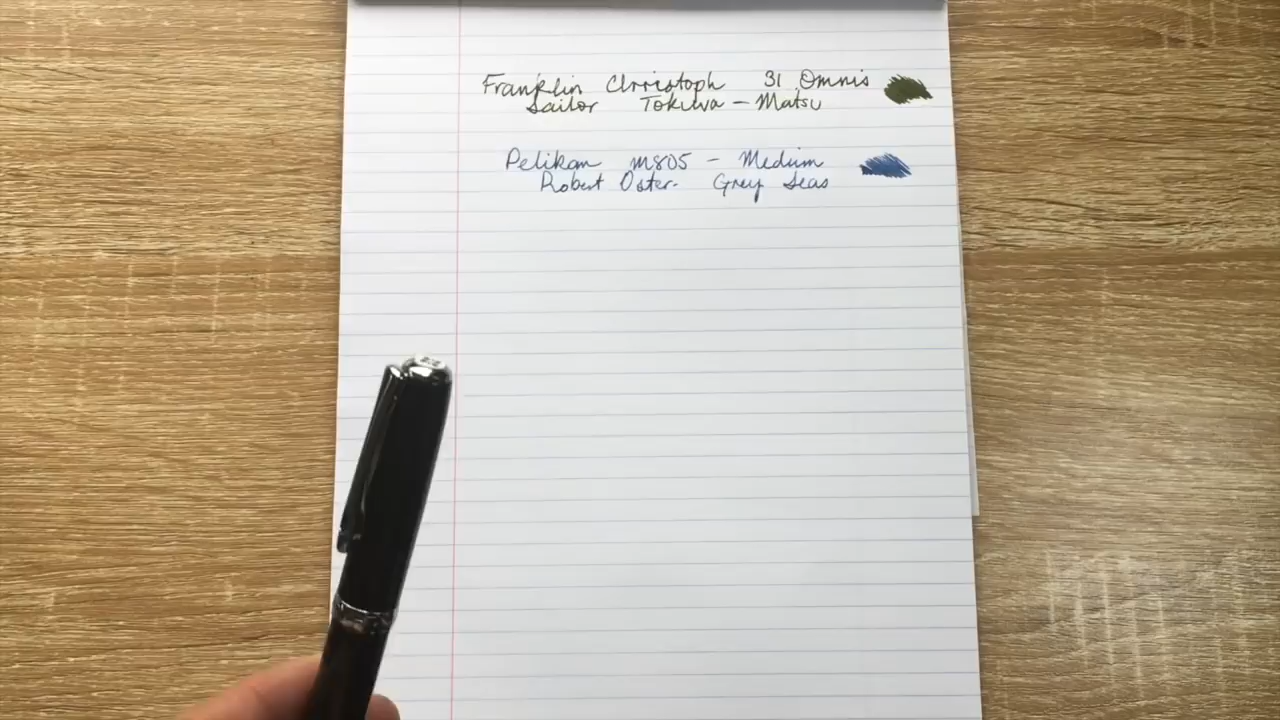 Franklin Christoph 31 Omnis
Sailor Tokiwa - Matsu
Pelikan m805 - Medium
Robert Oster - Grey Seas